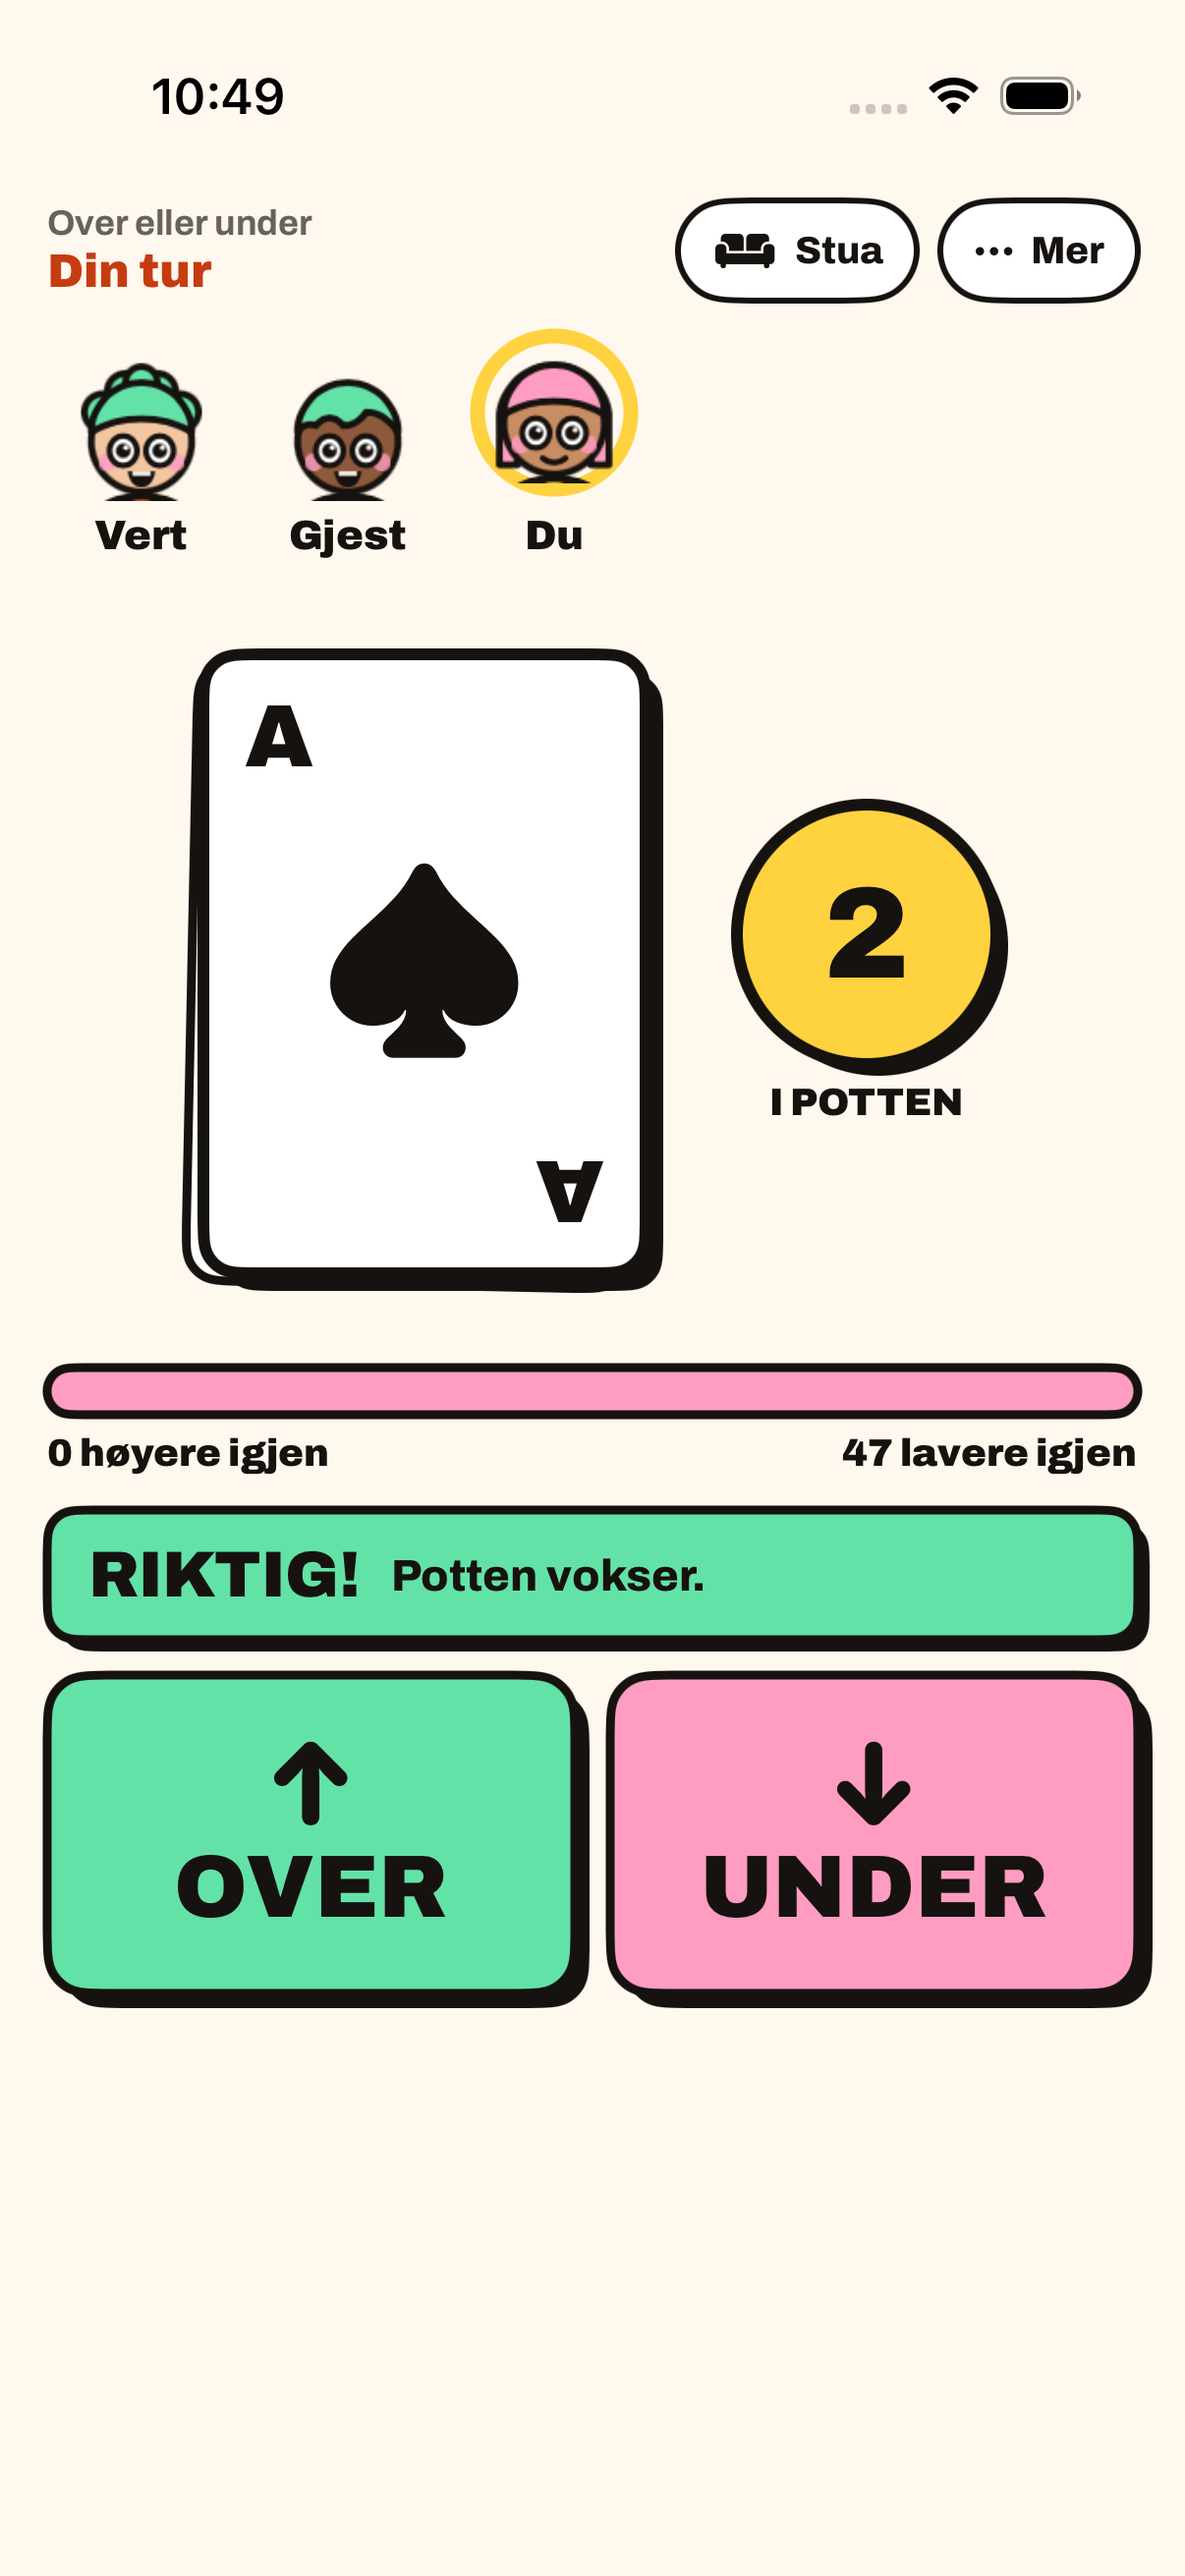 10:49
Over eller under
Din tur
Stua
Mer
Vert
Gjest
Du
A
2
I POTTEN
A
0 høyere igjen
47 lavere igjen
RIKTIG! Potten vokser.
OVER
UNDER